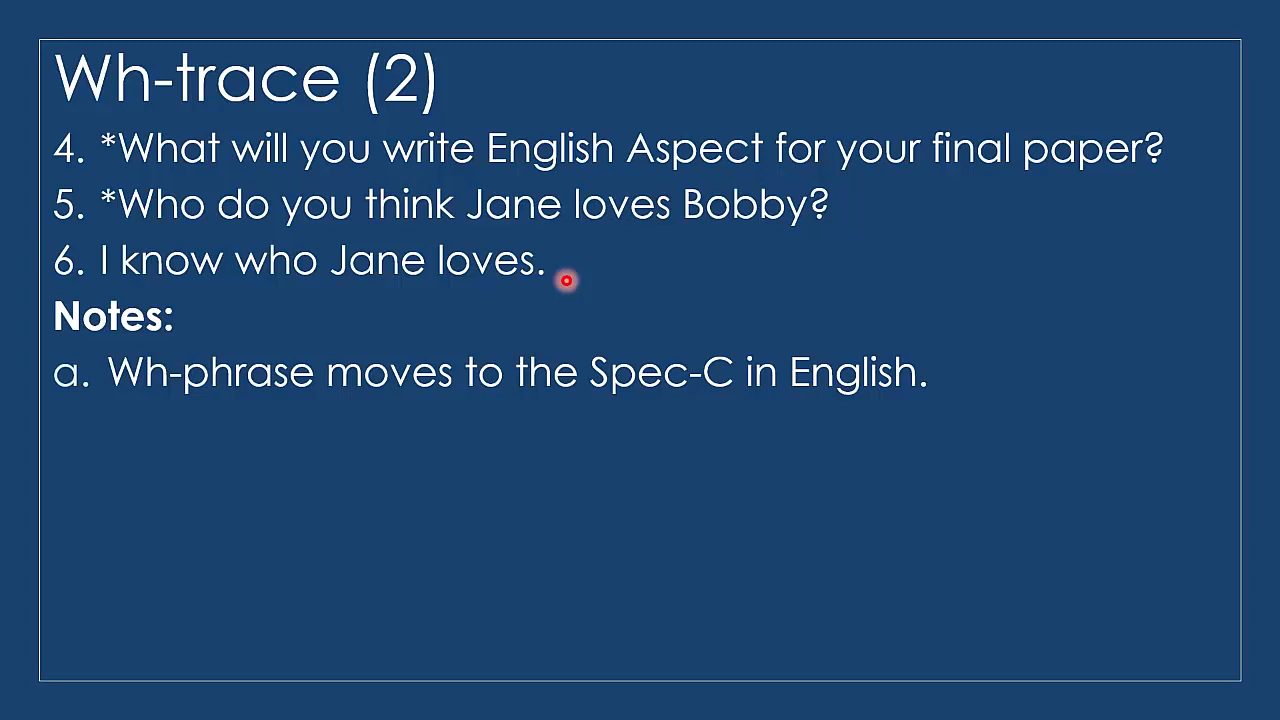 Wh-trace (2)
4. *What will you write English Aspect for your final paper?
5. *Who do you think Jane loves Bobby?
6. I know who Jane loves.
Notes:
a. Wh-phrase moves to the Spec-C in English.